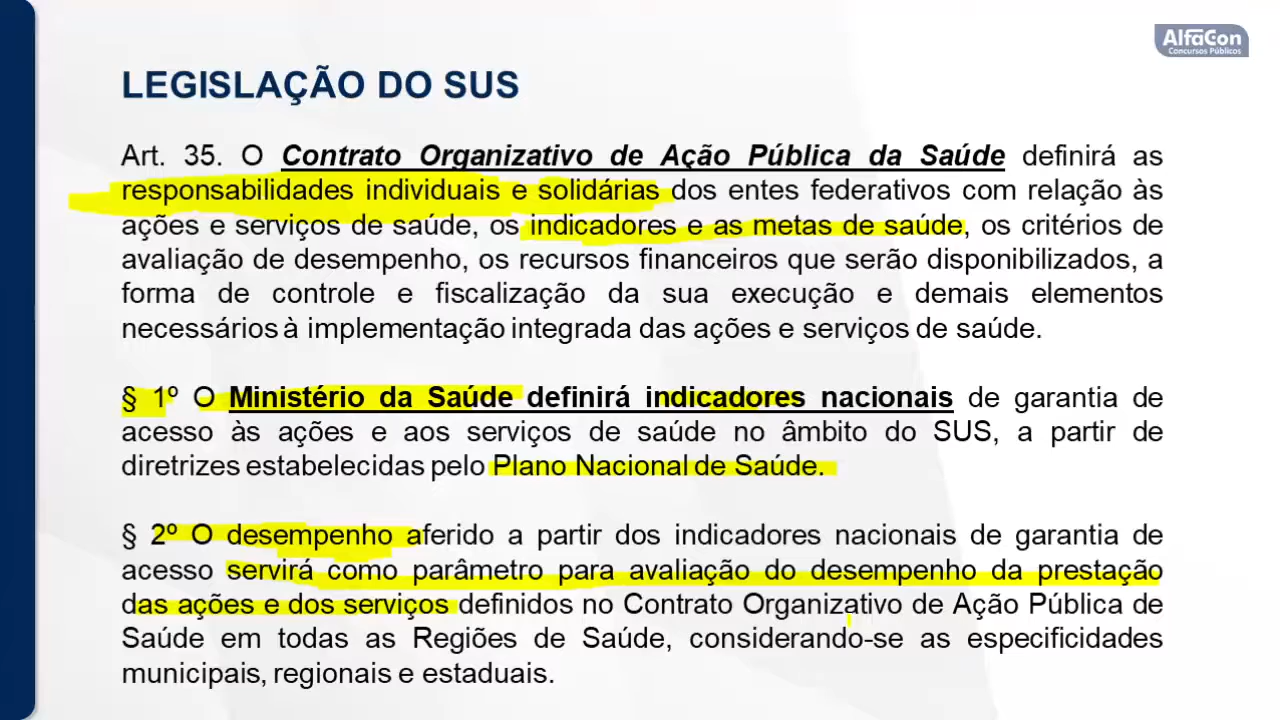 AlfaCon
Concursos Públicos
LEGISLAÇÃO DO SUS
Art. 35. O Contrato Organizativo de Ação Pública da Saúde definirá as
responsabilidades individuais e solidárias dos entes federativos com relação às
ações e serviços de saúde, os indicadores e as metas de saúde, os critérios de
avaliação de desempenho, os recursos financeiros que serão disponibilizados, a
forma de controle e fiscalização da sua execução e demais elementos
necessários à implementação integrada das ações e serviços de saúde.
§ 1º O Ministério da Saúde definirá indicadores nacionais de garantia de
acesso às ações e aos serviços de saúde no âmbito do SUS, a partir de
diretrizes estabelecidas pelo Plano Nacional de Saúde.
§ 2º O desempenho aferido a partir dos indicadores nacionais de garantia de
acesso servirá como parâmetro para avaliação do desempenho da prestação
das ações e dos serviços definidos no Contrato Organizativo de Ação Pública de
Saúde em todas as Regiões de Saúde, considerando-se as especificidades
municipais, regionais e estaduais.